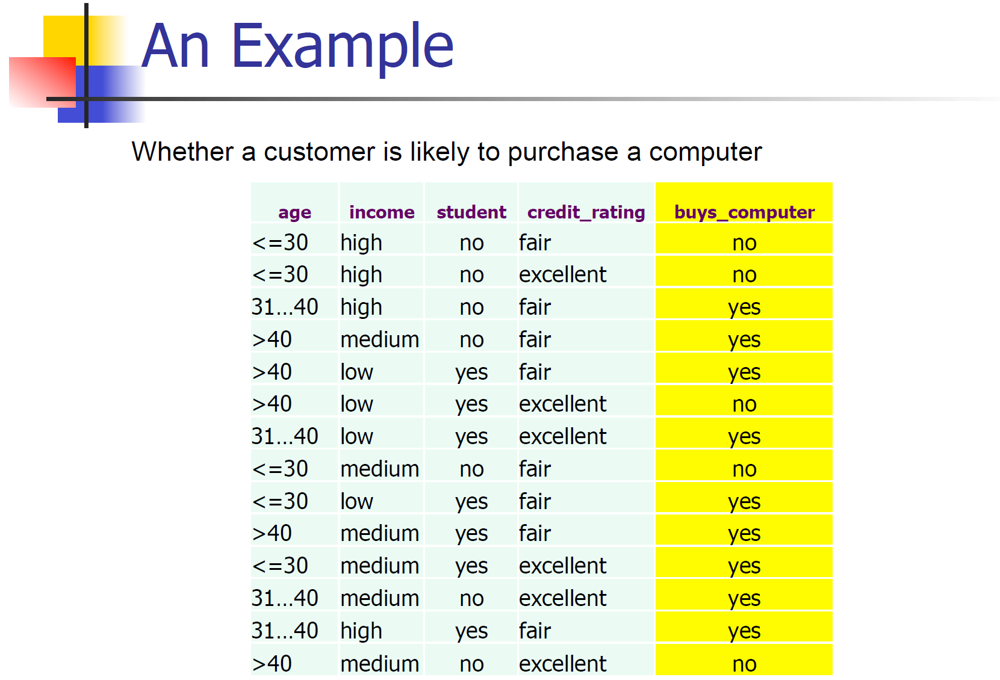 An Example
Whether a customer is likely to purchase a computer
age income student credit_rating buys_computer
<=30 high no fair no
<=30 high no excellent no
31…40 high no fair yes
>40 medium no fair yes
>40 low yes fair yes
>40 low yes excellent no
31…40 low yes excellent yes
<=30 medium no fair no
<=30 low yes fair yes
>40 medium yes fair yes
<=30 medium yes excellent yes
31…40 medium no excellent yes
31…40 high yes fair yes
>40 medium no excellent no